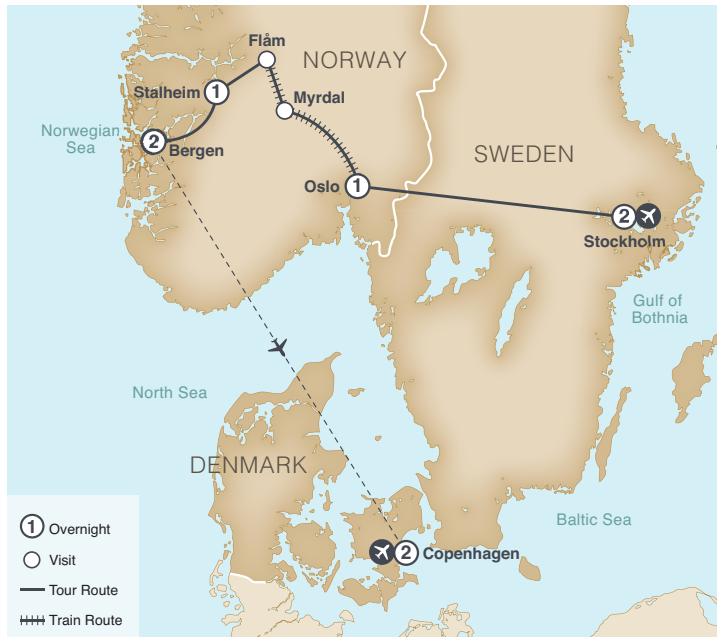 Flåm
NORWAY
Stalheim
1
Myrdal
Norwegian
Sea
2
Bergen
SWEDEN
Oslo
1
2
Stockholm
Gulf of
Bothnia
North Sea
DENMARK
Baltic Sea
2
Copenhagen
1 Overnight
Visit
Tour Route
Train Route